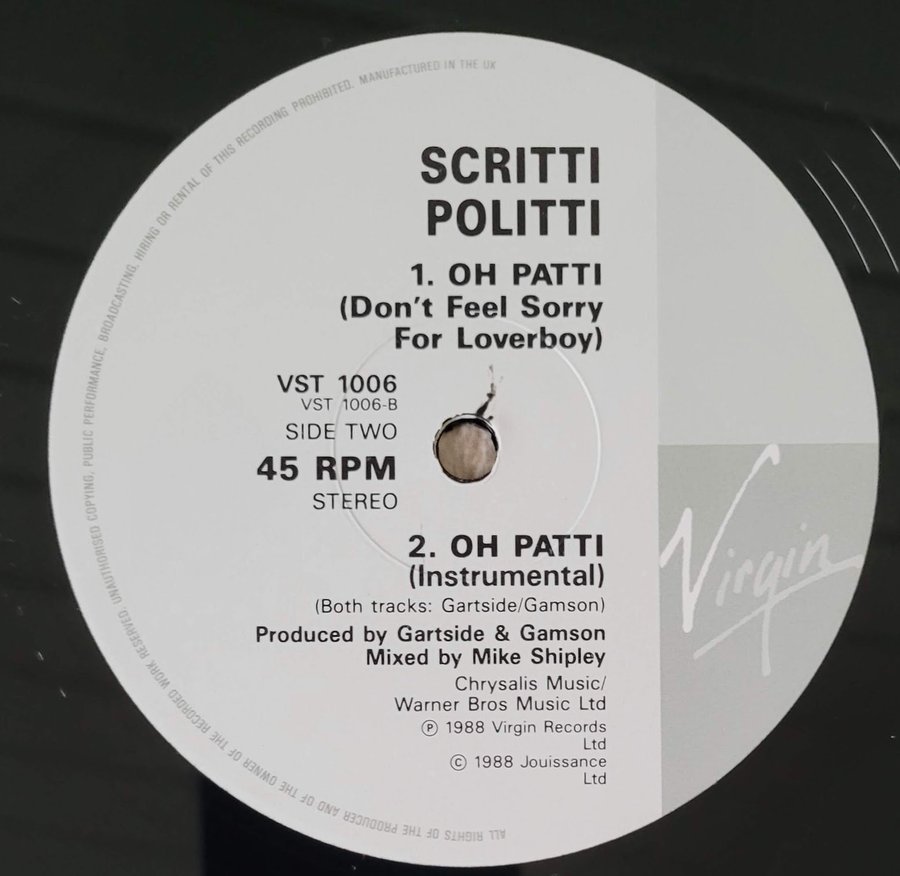 SCRITTI
POLITTI
1. OH PATTI
(Don't Feel Sorry
For Loverboy)
VST 1006
VST 1006-B
SIDE TWO
45 RPM
STEREO
2. OH PATTI
(Instrumental)
(Both tracks: Gartside/Gamson)
Produced by Gartside & Gamson
Mixed by Mike Shipley
Chrysalis Music/
Warner Bros Music Ltd
Ⓟ 1988 Virgin Records
Ltd
© 1988 Jouissance
Ltd
Virgin
ALL RIGHTS OF THE PRODUCER AND OF THE OWNER OF THE RECORDED WORK RESERVED. UNAUTHORISED COPYING, PUBLIC PERFORMANCE, BROADCASTING, HIRING OR RENTAL OF THIS RECORDING PROHIBITED. MANUFACTURED IN THE UK